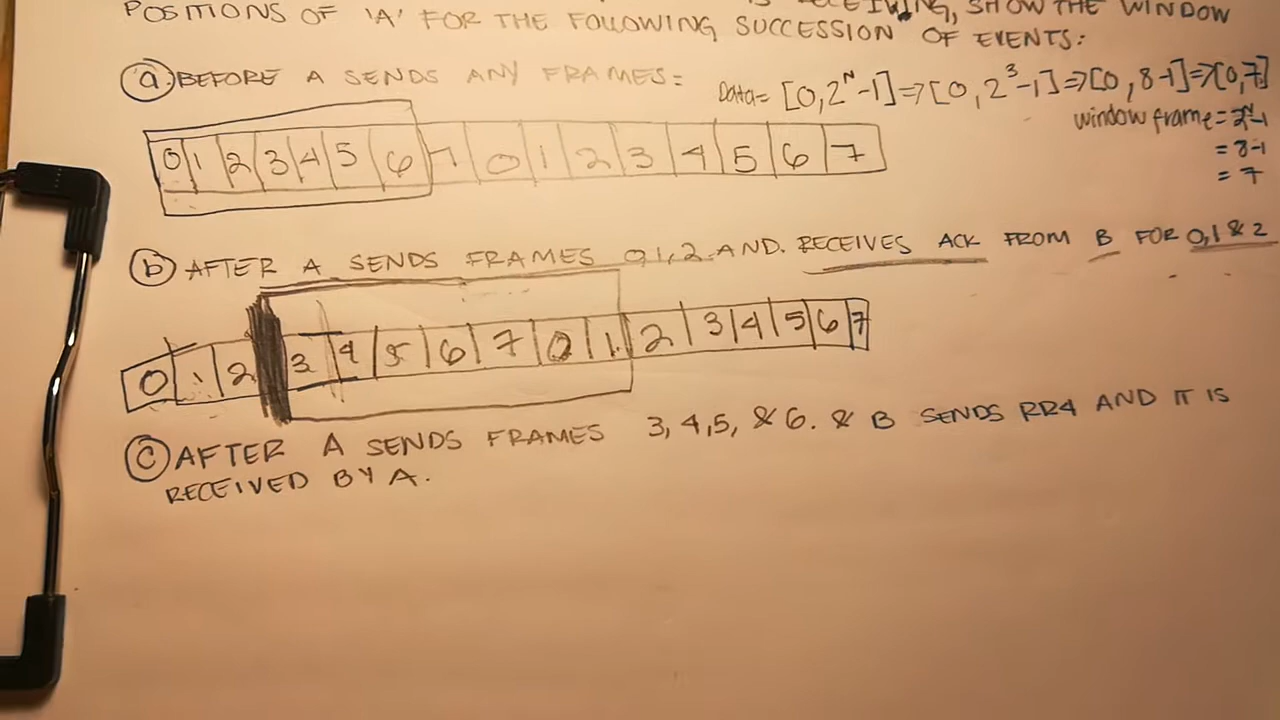 RECEIVING, SHOW THE WINDOW
POSITIONS OF 'A' FOR THE FOLLOWING SUCCESSION OF EVENTS:
(a) BEFORE A SENDS ANY FRAMES:
Data= [0, 2^N-1] => [0, 2^3-1] => [0, 8-1] => [0, 7]
window frame = 2^N-1
= 8-1
= 7
0 1 2 3 4 5 6 7 0 1 2 3 4 5 6 7
(b) AFTER A SENDS FRAMES 0,1,2 AND. RECEIVES ACK FROM B FOR 0,1 & 2
0 1 2 3 4 5 6 7 0 1 2 3 4 5 6 7
(c) AFTER A SENDS FRAMES 3, 4, 5, & 6. & B SENDS RR4 AND IT IS
RECEIVED BY A.